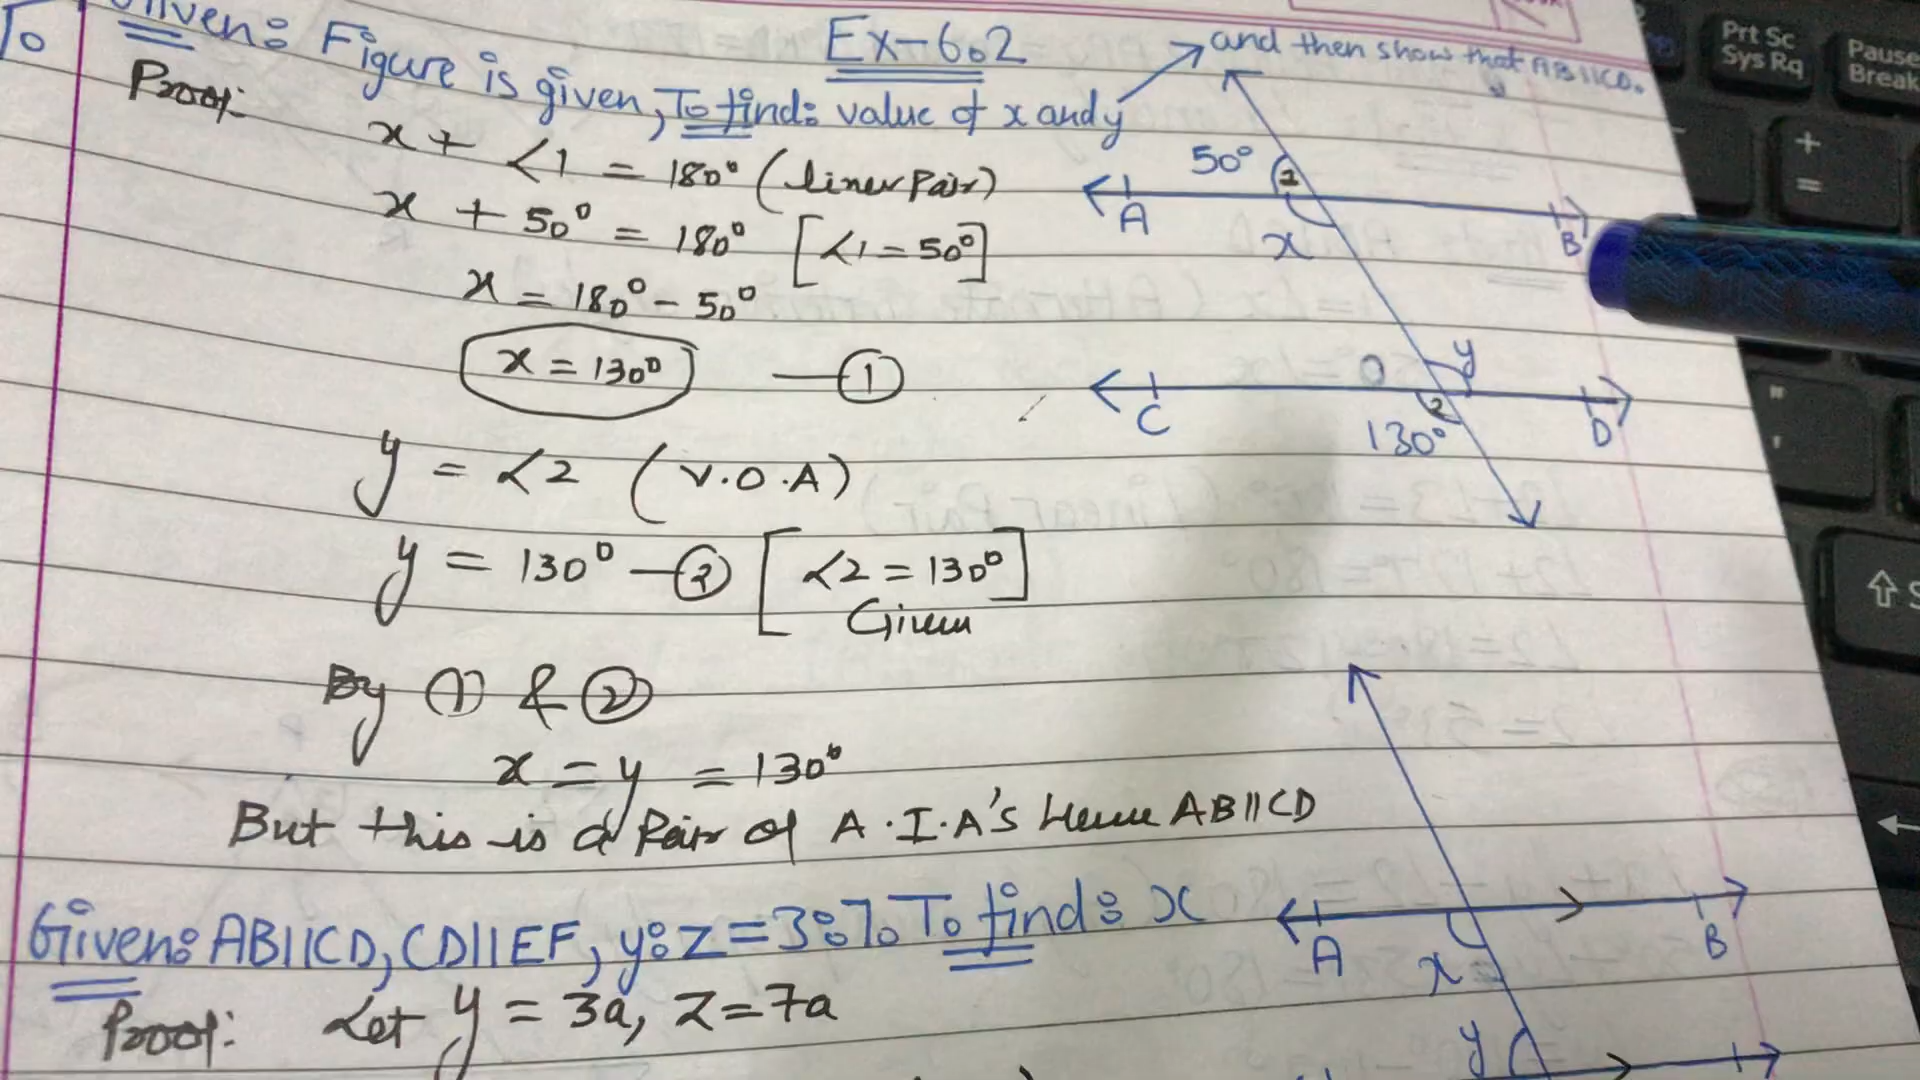 Ex-6.2
1. Given: Figure is given, To find: value of x and y and then show that AB||CD.
Proof:
x + ∠1 = 180° (liner Pair)
x + 50° = 180° [∠1 = 50°]
x = 180° - 50°
x = 130° — ①
y = ∠2 (V.O.A)
y = 130° — ② [∠2 = 130°]
Given
By ① & ②
x = y = 130°
But this is a Pair of A.I.A's Hence AB||CD
50°
1
A
B
x
y
O
C
D
2
130°
Given: AB||CD, CD||EF, y:z = 3:7. To find: x
Proof: Let y = 3a, z = 7a
A
B
x
y
Prt Sc
Sys Rq
Pause
Break
+
=
"
'
S